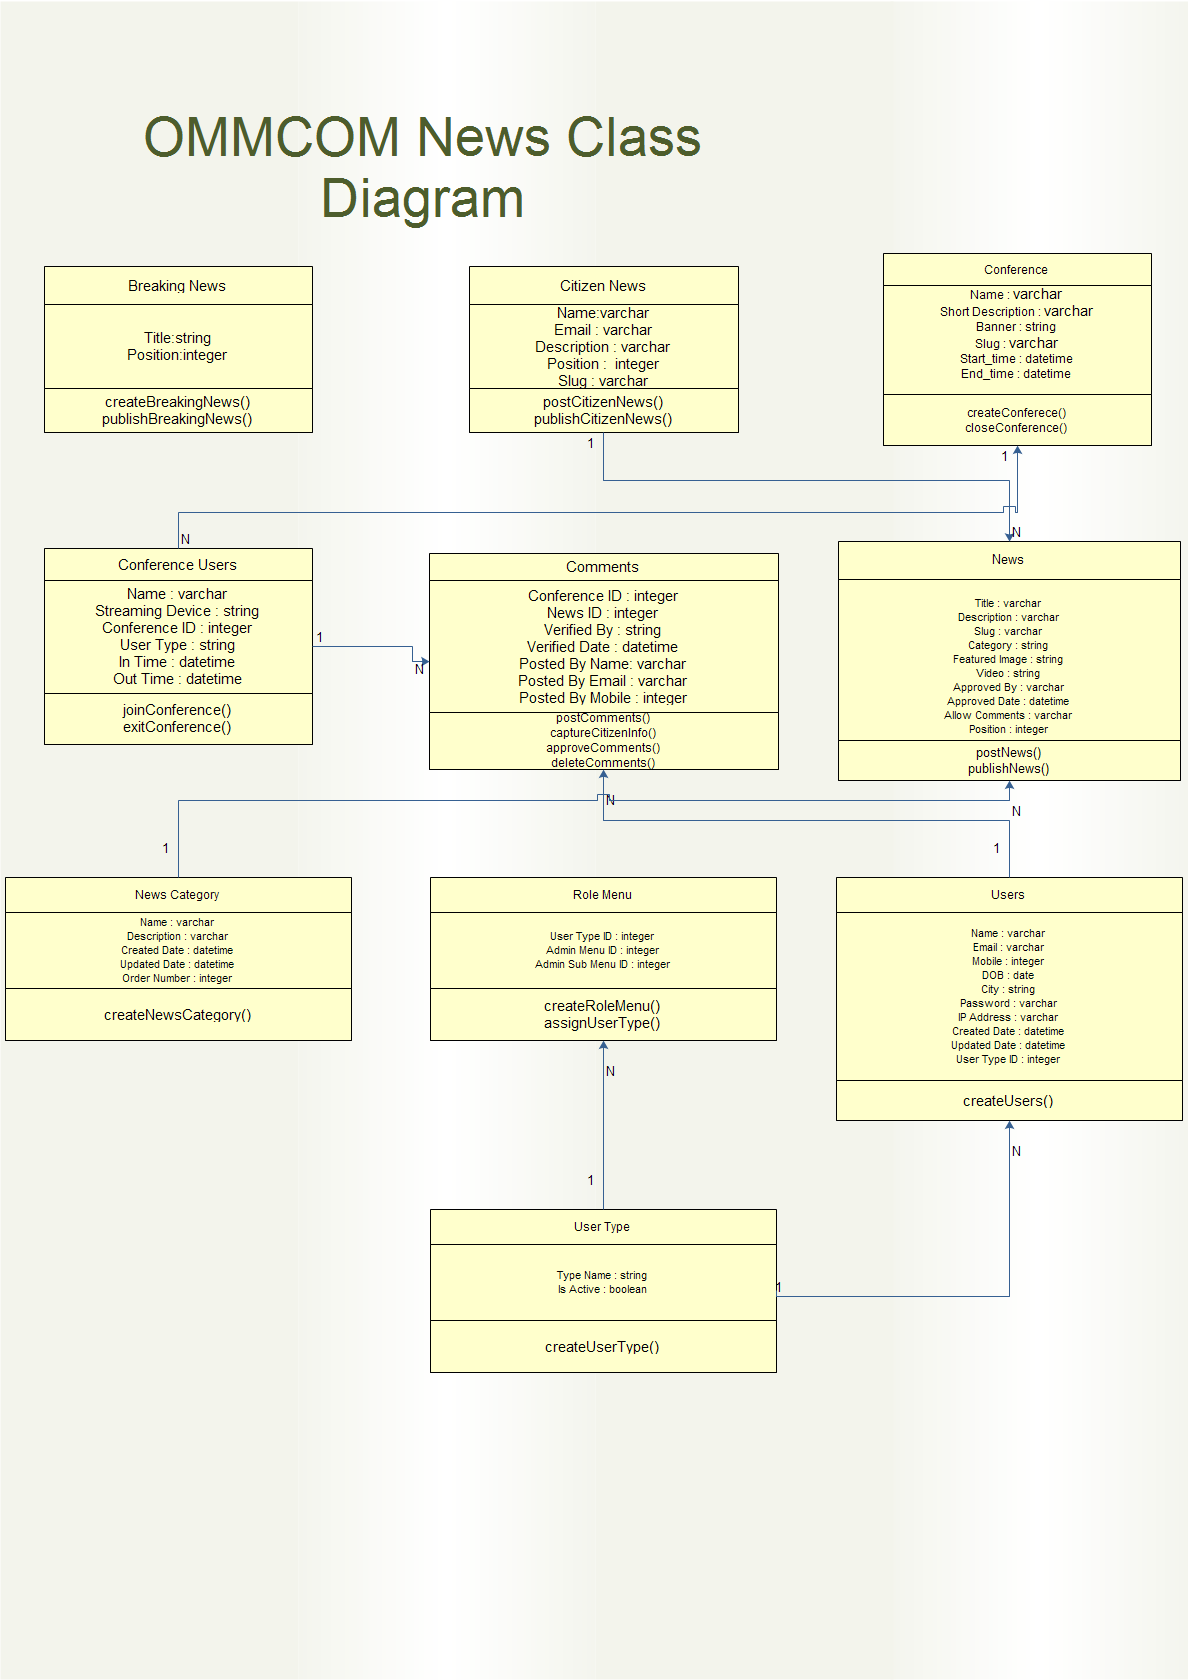 OMMCOM News Class
Diagram
Breaking News
Title:string
Position:integer
createBreakingNews()
publishBreakingNews()
Citizen News
Name:varchar
Email : varchar
Description : varchar
Position :  integer
Slug : varchar
postCitizenNews()
publishCitizenNews()
Conference
Name : varchar
Short Description : varchar
Banner : string
Slug : varchar
Start_time : datetime
End_time : datetime
createConferece()
closeConference()
1
1
N
N
Conference Users
Name : varchar
Streaming Device : string
Conference ID : integer
User Type : string
In Time : datetime
Out Time : datetime
joinConference()
exitConference()
1
N
Comments
Conference ID : integer
News ID : integer
Verified By : string
Verified Date : datetime
Posted By Name: varchar
Posted By Email : varchar
Posted By Mobile : integer
postComments()
captureCitizenInfo()
approveComments()
deleteComments()
News
Title : varchar
Description : varchar
Slug : varchar
Category : string
Featured Image : string
Video : string
Approved By : varchar
Approved Date : datetime
Allow Comments : varchar
Position : integer
postNews()
publishNews()
N
N
1
1
News Category
Name : varchar
Description : varchar
Created Date : datetime
Updated Date : datetime
Order Number : integer
createNewsCategory()
Role Menu
User Type ID : integer
Admin Menu ID : integer
Admin Sub Menu ID : integer
createRoleMenu()
assignUserType()
Users
Name : varchar
Email : varchar
Mobile : integer
DOB : date
City : string
Password : varchar
IP Address : varchar
Created Date : datetime
Updated Date : datetime
User Type ID : integer
createUsers()
N
N
1
User Type
Type Name : string
Is Active : boolean
createUserType()
1